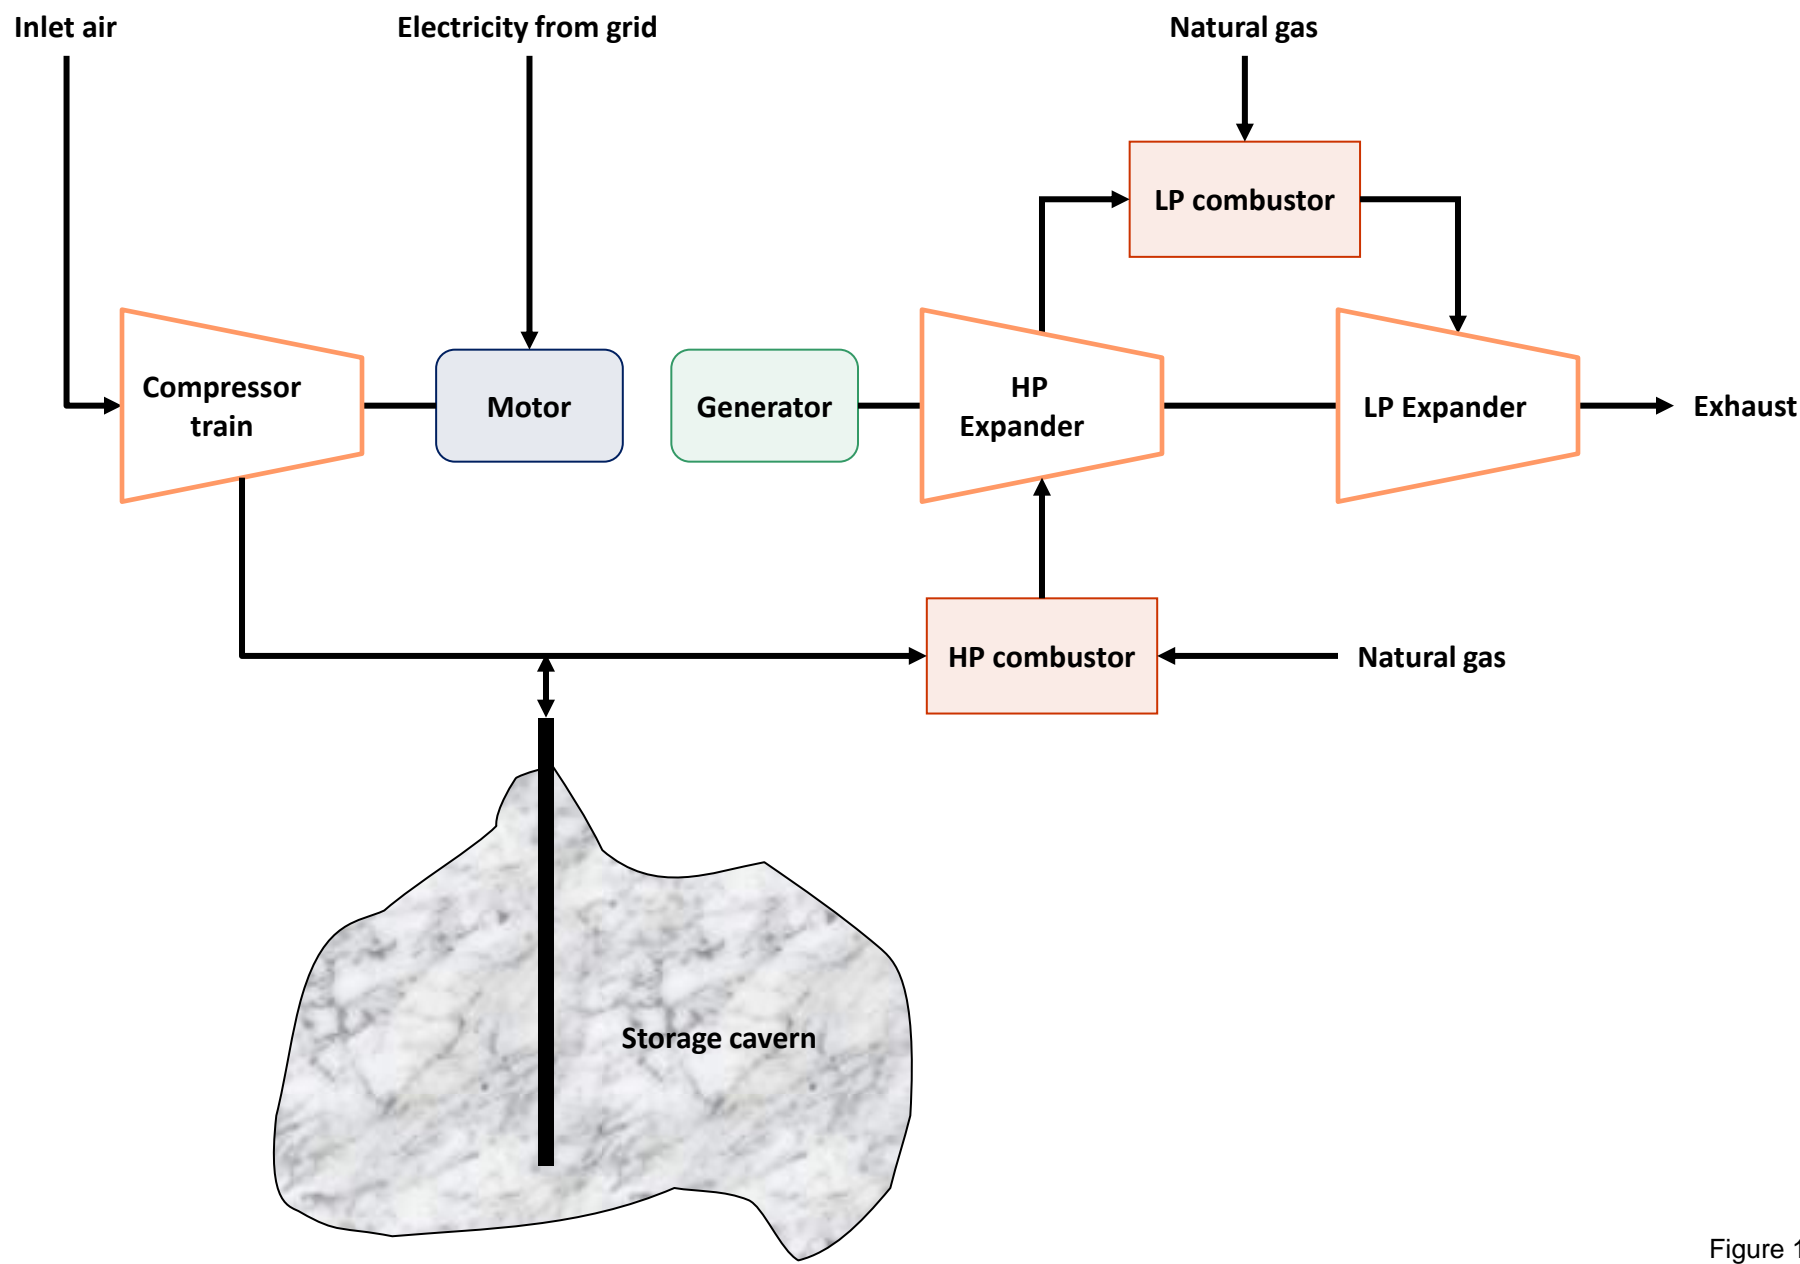 Inlet air
Electricity from grid
Natural gas
LP combustor
Compressor
train
Motor
Generator
HP
Expander
LP Expander
Exhaust
HP combustor
Natural gas
Storage cavern
Figure 1